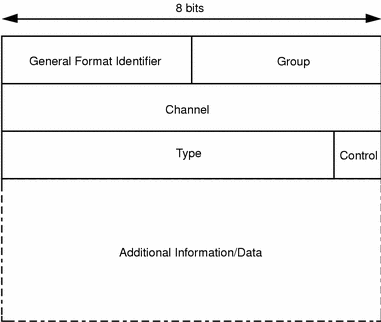 8 bits
General Format Identifier Group
Channel
Type Control
Additional Information/Data